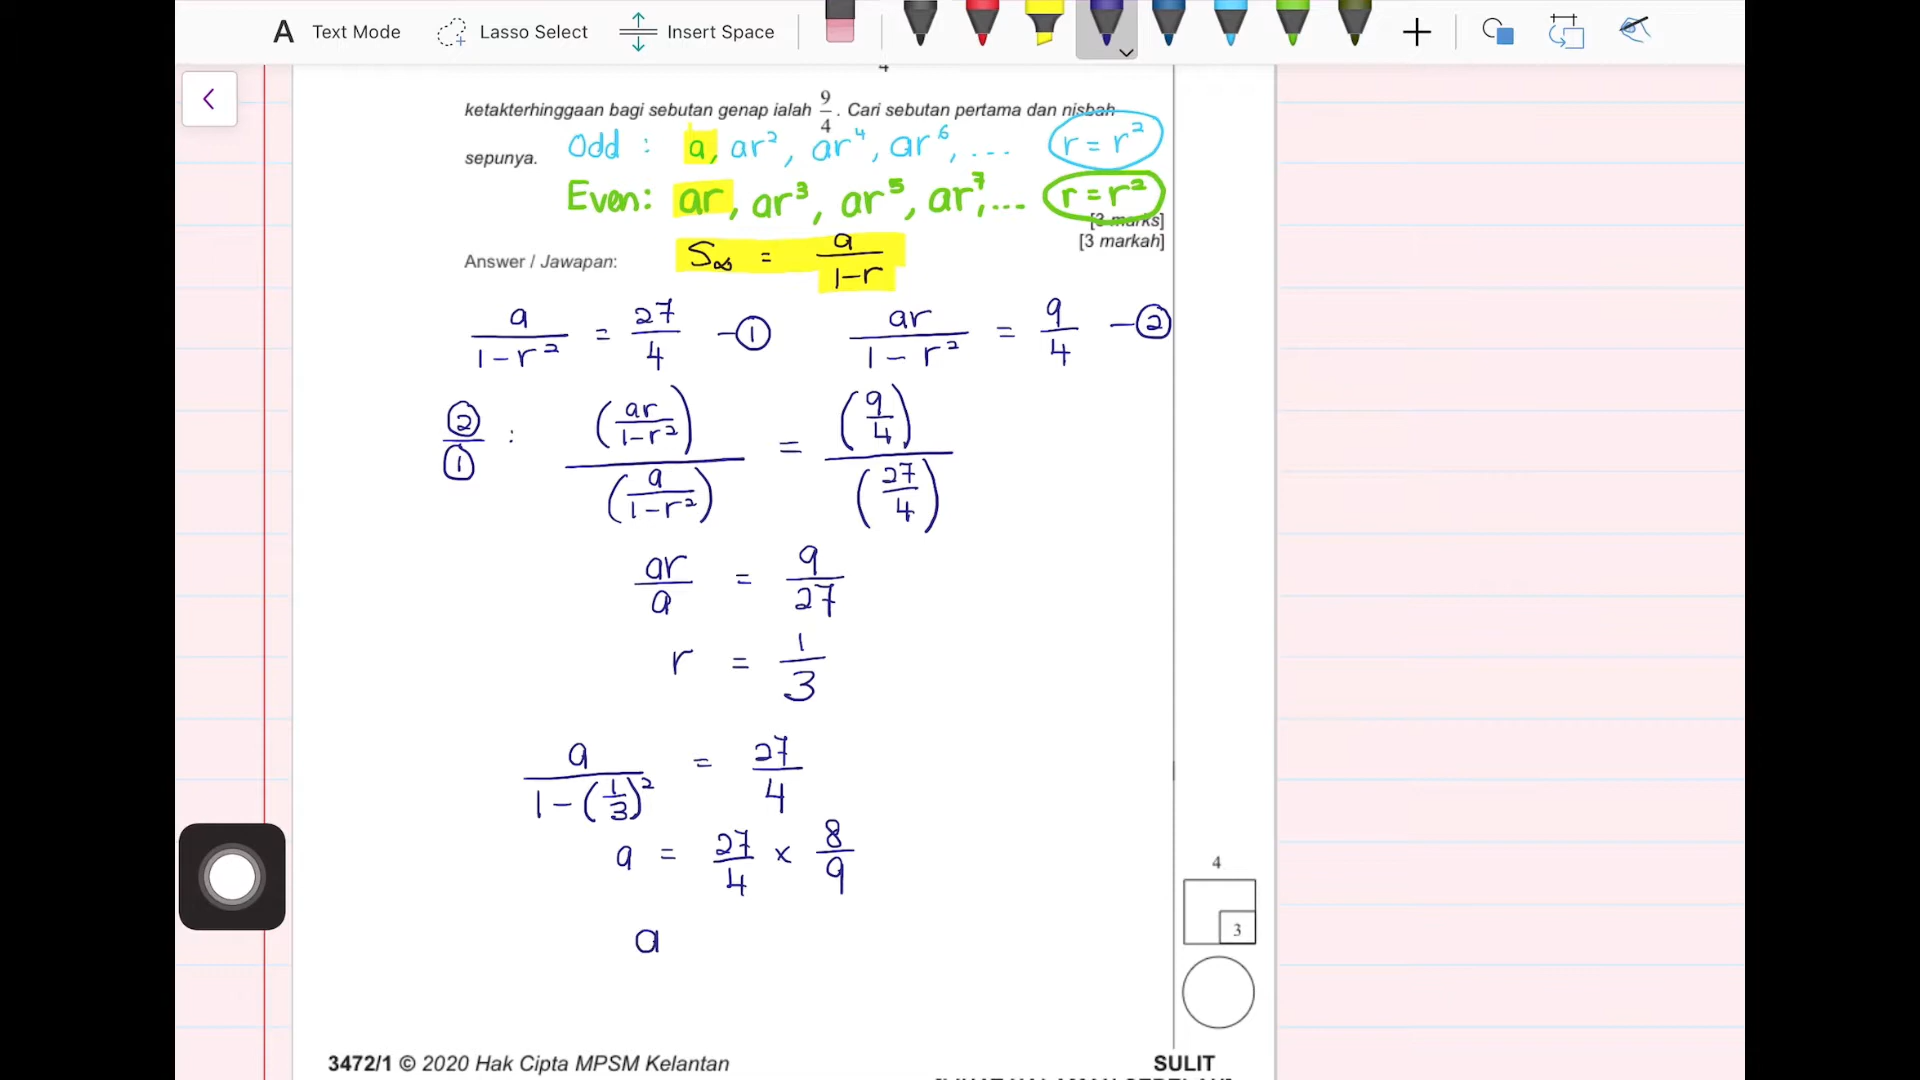 A Text Mode Lasso Select Insert Space
4
ketakterhinggaan bagi sebutan genap ialah 9/4 . Cari sebutan pertama dan nisbah
sepunya.
Odd : a, ar², ar⁴, ar⁶, ... r = r²
Even: ar, ar³, ar⁵, ar⁷, ... r = r²
[3 marks]
[3 markah]
Answer / Jawapan:
S∞ = a/(1-r)
a/(1-r²) = 27/4 -① ar/(1-r²) = 9/4 -②
②/① : (ar/(1-r²))/(a/(1-r²)) = (9/4)/(27/4)
ar/a = 9/27
r = 1/3
a/(1-(1/3)²) = 27/4
a = 27/4 × 8/9
a
4
3
3472/1 © 2020 Hak Cipta MPSM Kelantan
SULIT